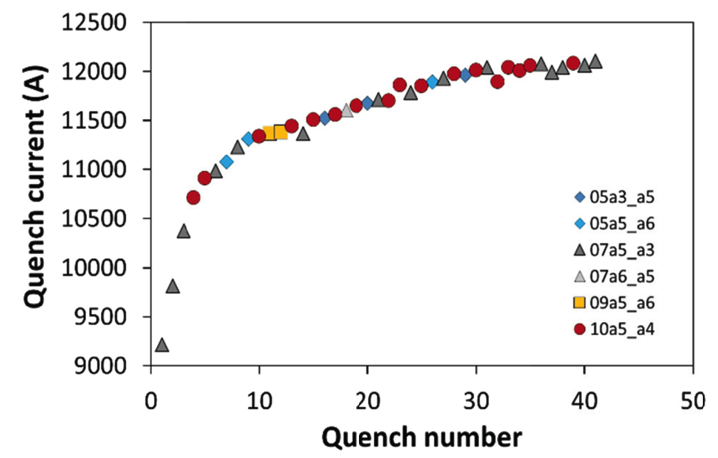 12500
12000
11500
11000
10500
10000
9500
9000
Quench current (A)
0 10 20 30 40 50
Quench number
05a3_a5
05a5_a6
07a5_a3
07a6_a5
09a5_a6
10a5_a4